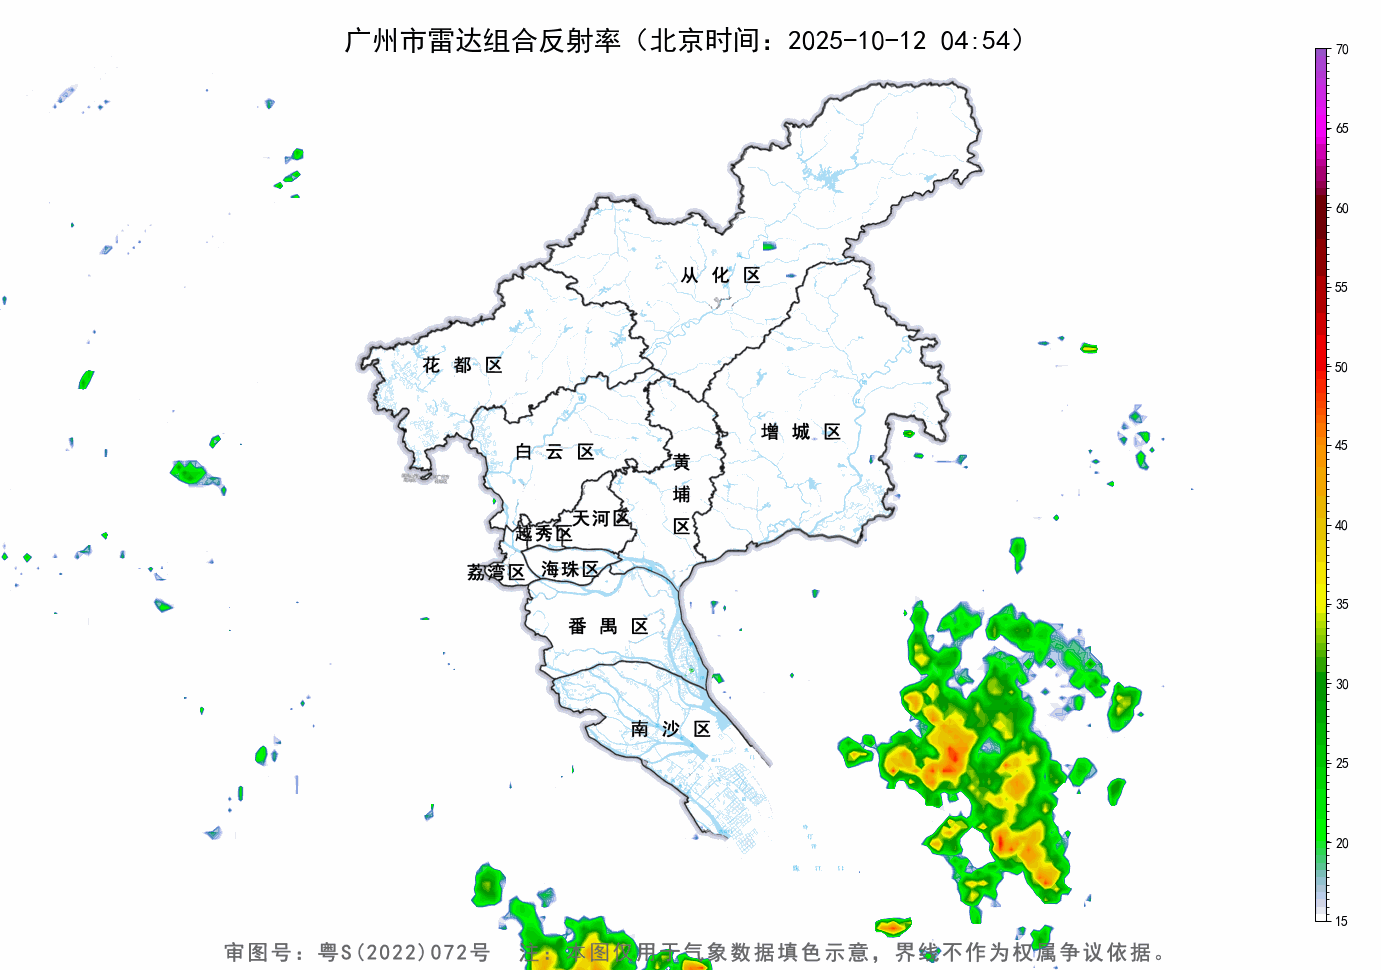 广州市雷达组合反射率（北京时间：2025-10-12 04:54）
70
65
60
55
50
45
40
35
30
25
20
15
从化区
花都区
增城区
白云区
黄埔区
天河区
越秀区
海珠区
荔湾区
番禺区
南沙区
审图号：粤S(2022)072号 注：本图仅用于气象数据填色示意，界线不作为权属争议依据。